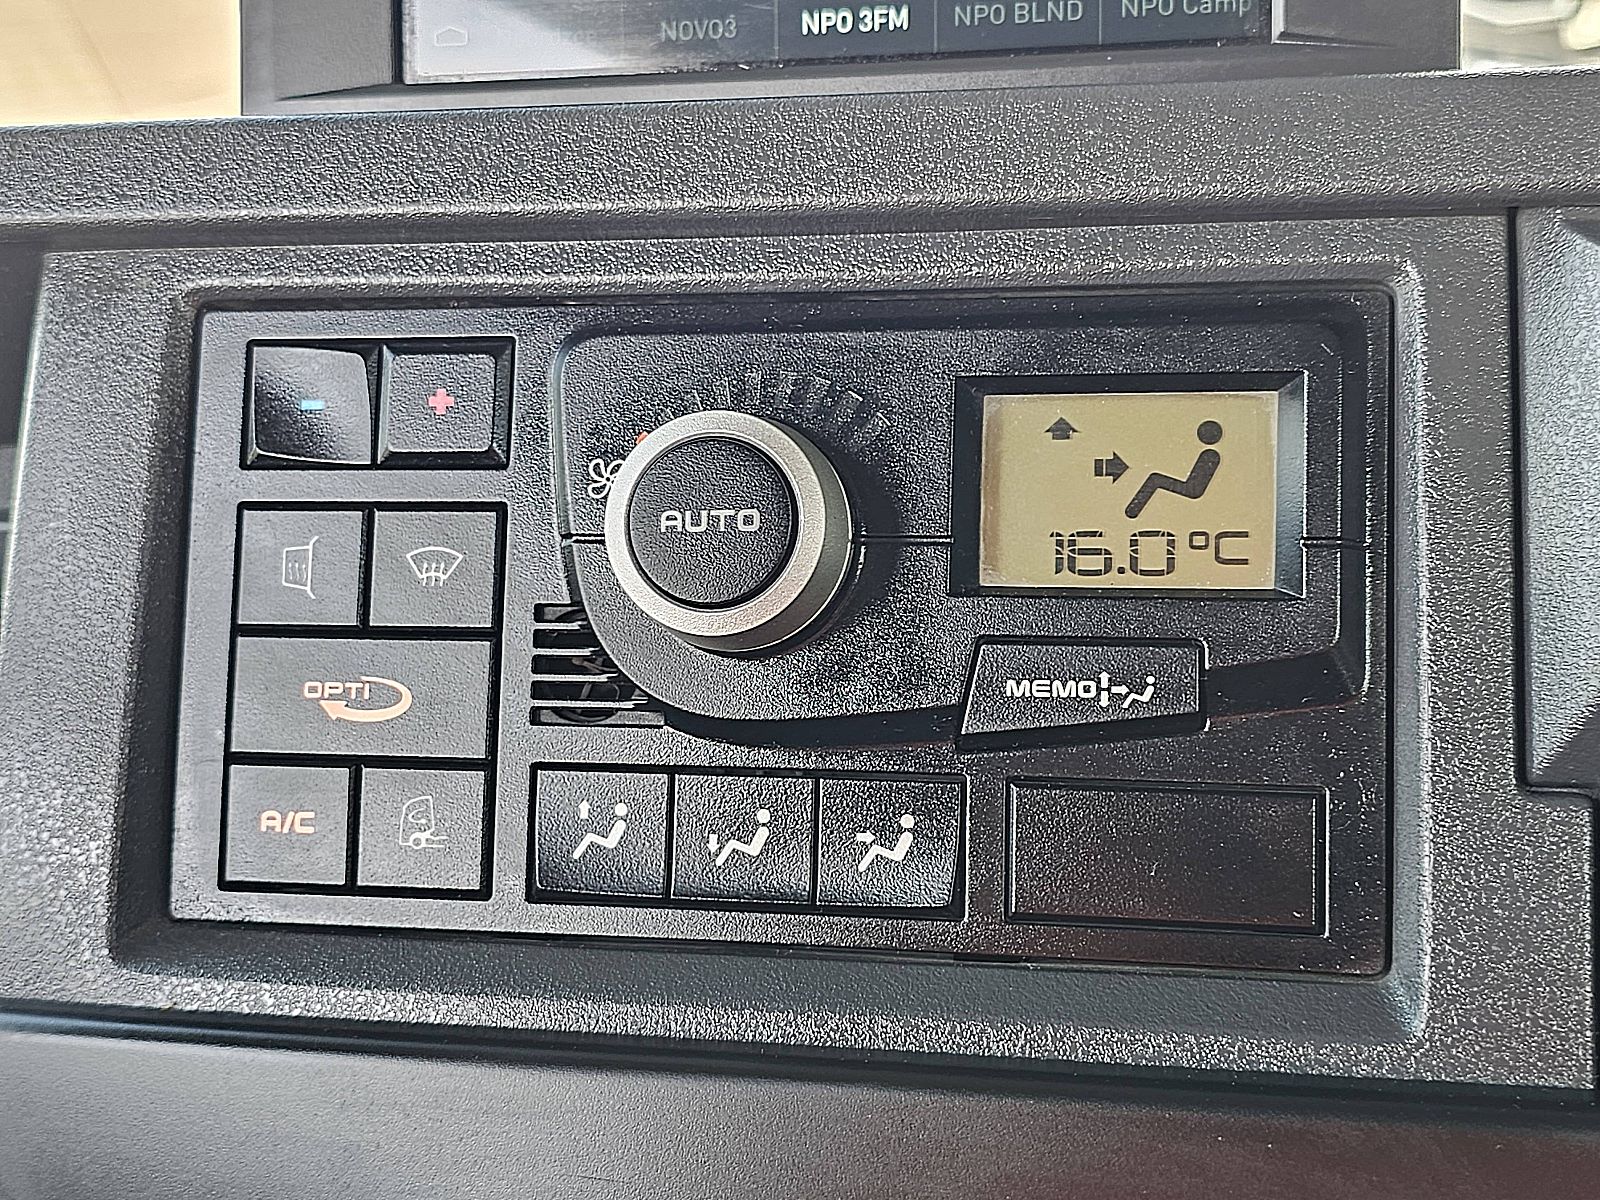 NOVO3
NPO 3FM
NPO BLND
NPO Camp
AUTO
16.0 °C
OPTI
MEMO
A/C